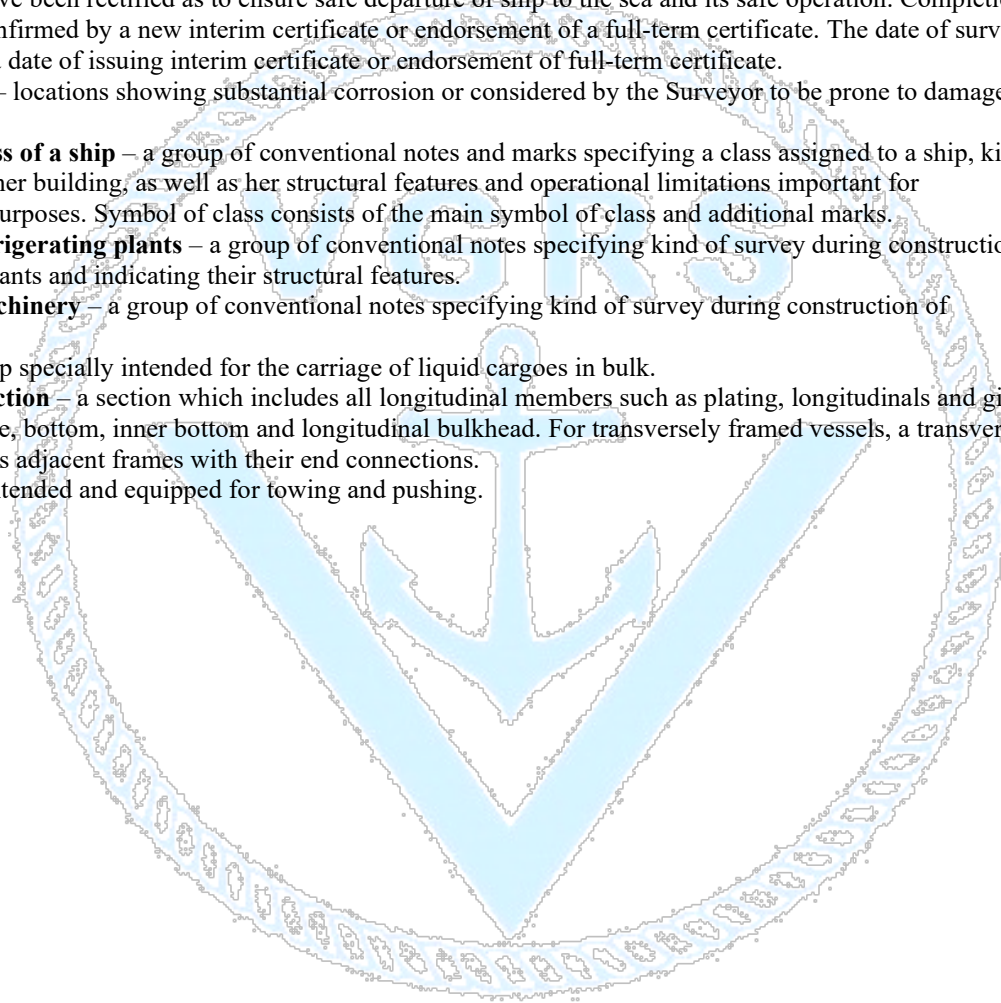 ve been rectified as to ensure safe departure of ship to the sea and its safe operation. Completi
nfirmed by a new interim certificate or endorsement of a full-term certificate. The date of surv
date of issuing interim certificate or endorsement of full-term certificate.
– locations showing substantial corrosion or considered by the Surveyor to be prone to damage
ss of a ship – a group of conventional notes and marks specifying a class assigned to a ship, ki
her building, as well as her structural features and operational limitations important for
urposes. Symbol of class consists of the main symbol of class and additional marks.
rigerating plants – a group of conventional notes specifying kind of survey during constructio
ants and indicating their structural features.
chinery – a group of conventional notes specifying kind of survey during construction of
p specially intended for the carriage of liquid cargoes in bulk.
ction – a section which includes all longitudinal members such as plating, longitudinals and gi
e, bottom, inner bottom and longitudinal bulkhead. For transversely framed vessels, a transver
s adjacent frames with their end connections.
ntended and equipped for towing and pushing.
VGRS